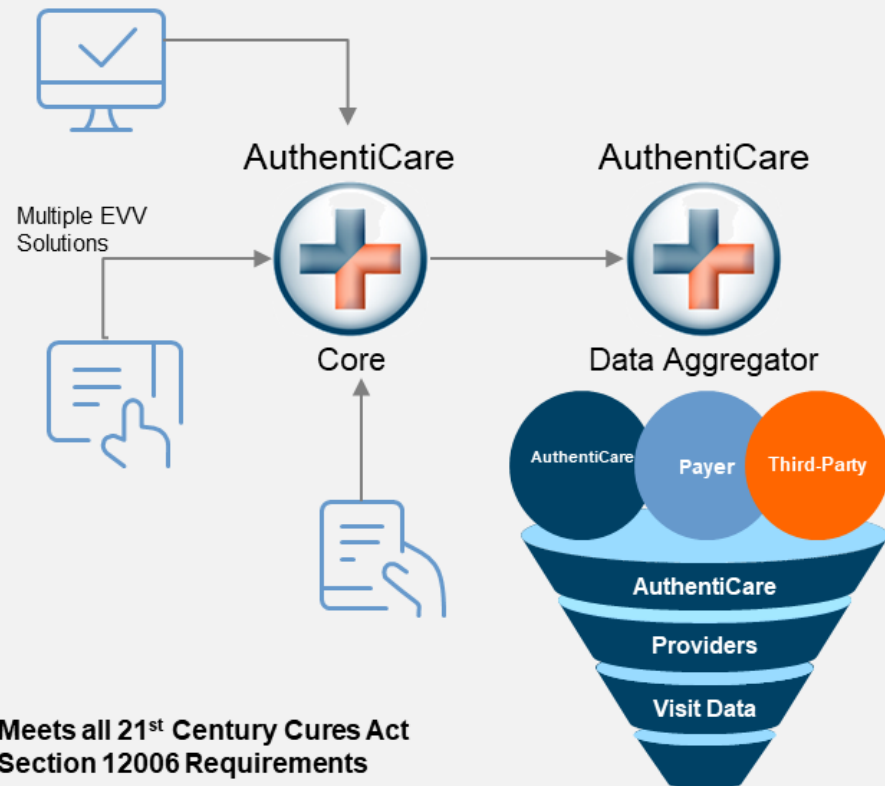 AuthentiCare
AuthentiCare
Multiple EVV
Solutions
Core
Data Aggregator
AuthentiCare
Payer
Third-Party
AuthentiCare
Providers
Visit Data
Meets all 21st Century Cures Act
Section 12006 Requirements